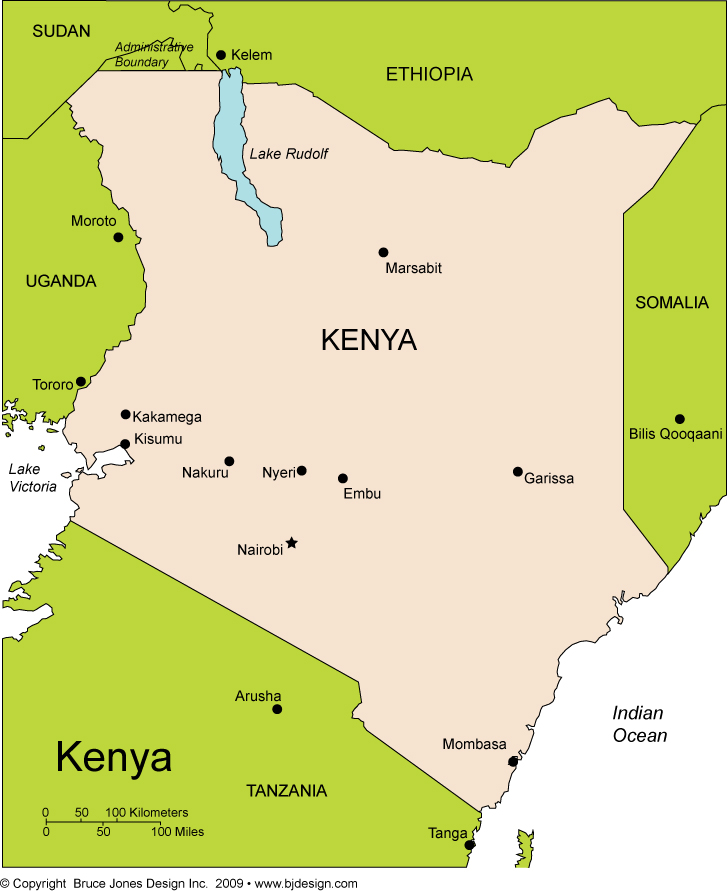 SUDAN
Administrative
Boundary
Kelem
ETHIOPIA
Lake Rudolf
Moroto
Marsabit
UGANDA
SOMALIA
KENYA
Tororo
Kakamega
Kisumu
Bilis Qooqaani
Lake
Victoria
Nakuru
Nyeri
Embu
Garissa
Nairobi
Arusha
Indian
Ocean
Mombasa
Kenya
TANZANIA
0 50 100 Kilometers
0 50 100 Miles
Tanga
© Copyright Bruce Jones Design Inc. 2009 • www.bjdesign.com